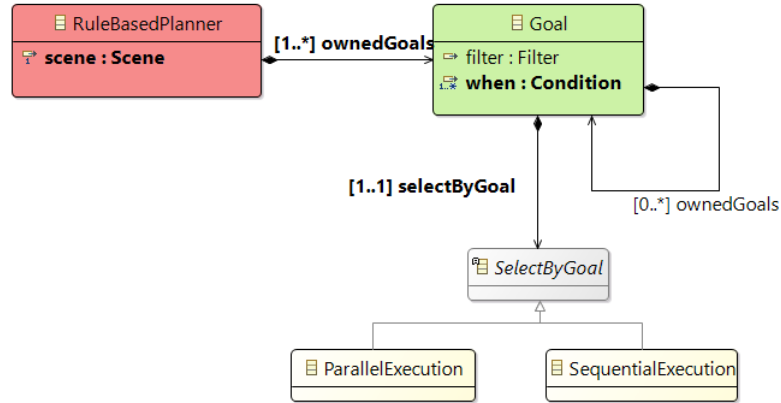 RuleBasedPlanner
scene : Scene
[1..*] ownedGoals
Goal
filter : Filter
1..* when : Condition
[1..1] selectByGoal
[0..*] ownedGoals
SelectByGoal
ParallelExecution
SequentialExecution